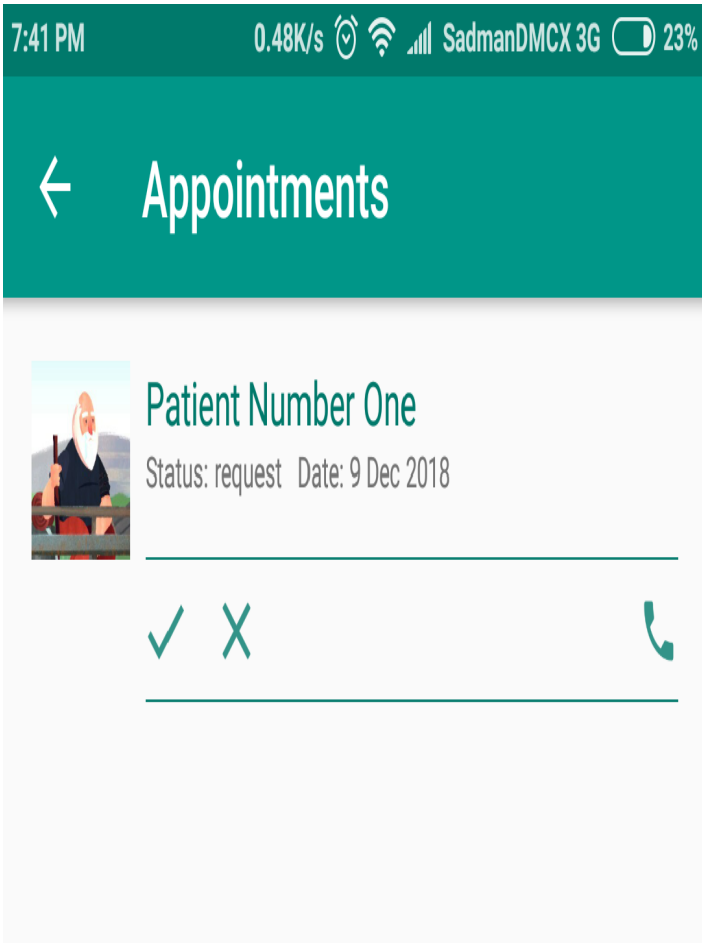 7:41 PM 0.48K/s SadmanDMCX 3G 23%
Appointments
Patient Number One
Status: request Date: 9 Dec 2018